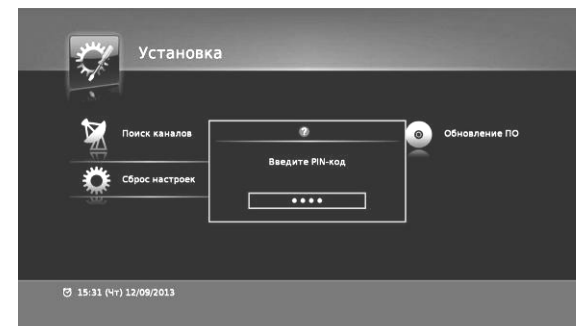 Установка
Поиск каналов
Сброс настроек
?
Введите PIN-код
••••
Обновление ПО
15:31 (Чт) 12/09/2013